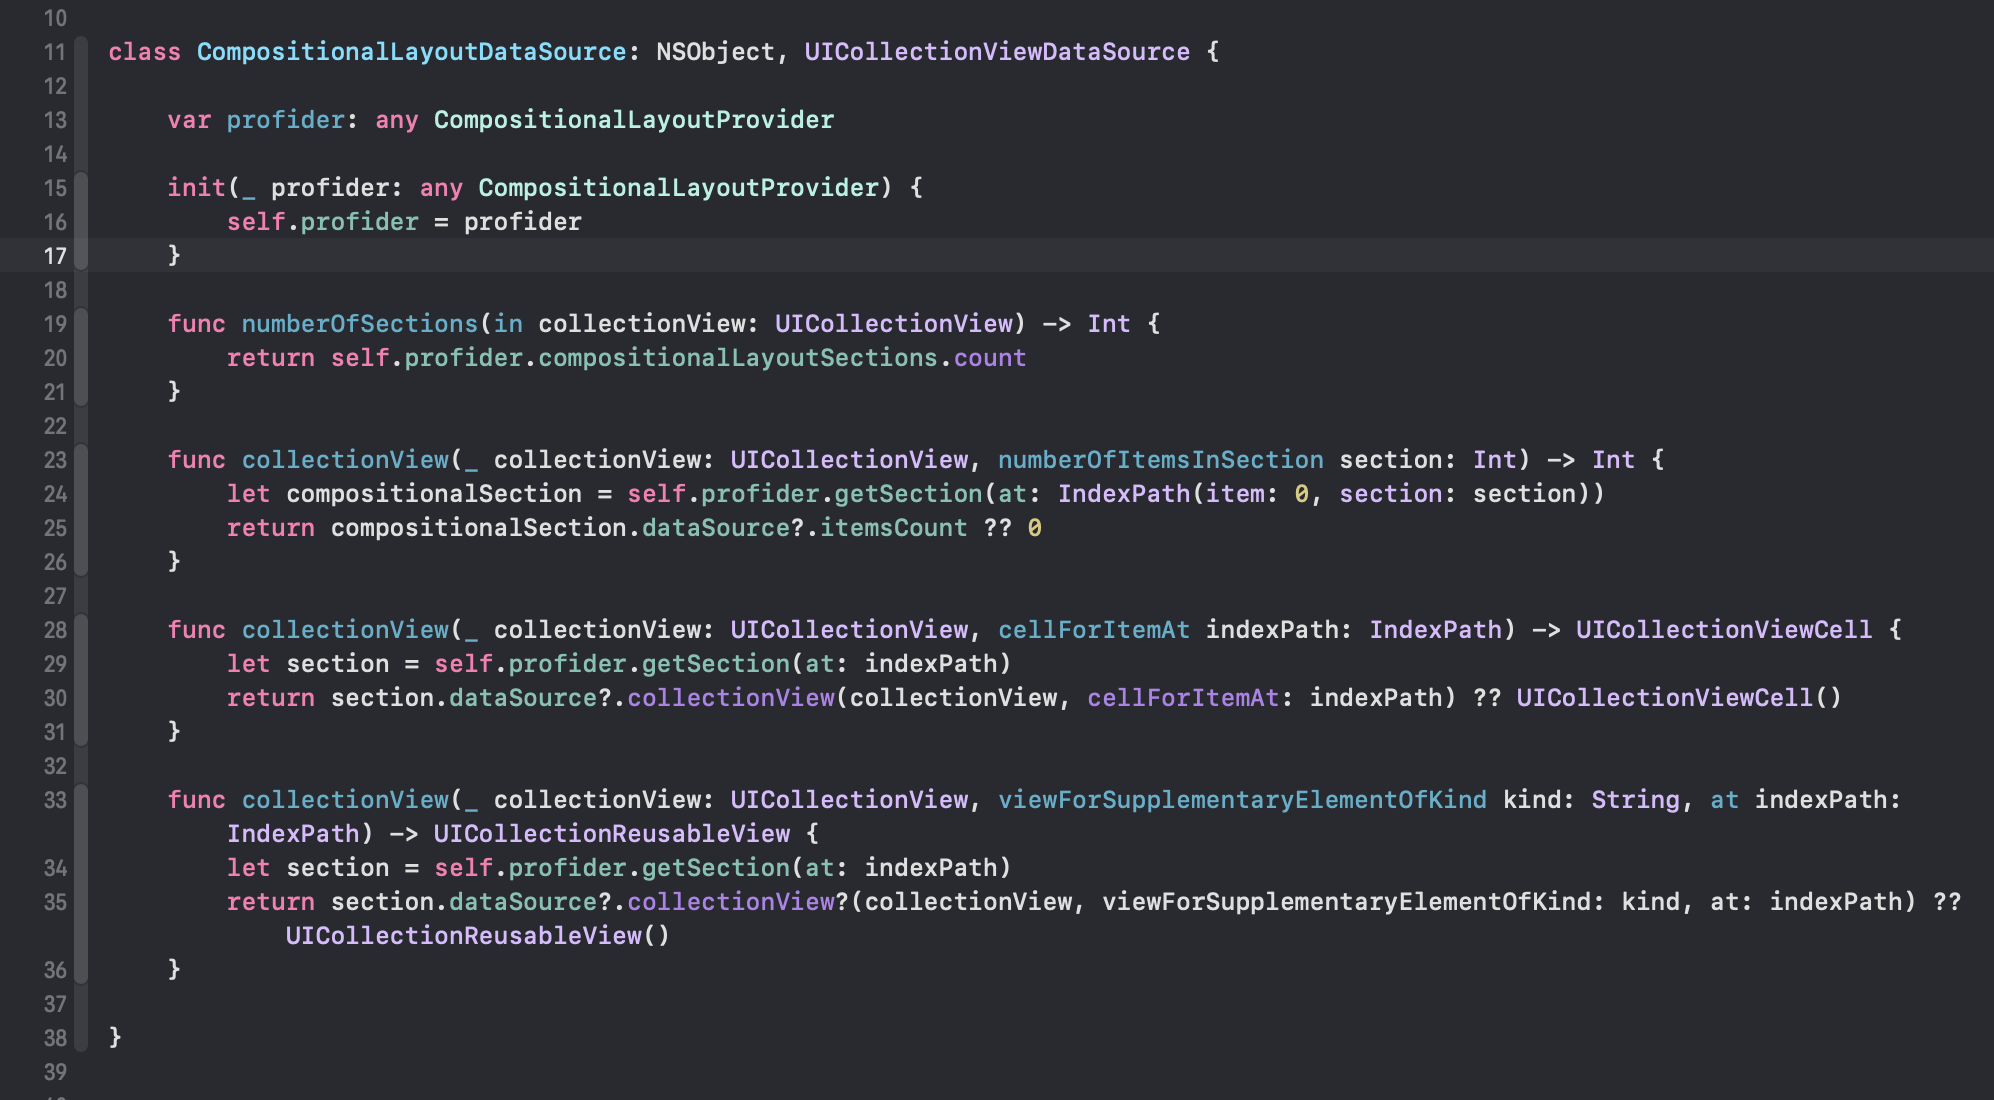 10
11 class CompositionalLayoutDataSource: NSObject, UICollectionViewDataSource {
12
13     var profider: any CompositionalLayoutProvider
14
15     init(_ profider: any CompositionalLayoutProvider) {
16         self.profider = profider
17     }
18
19     func numberOfSections(in collectionView: UICollectionView) -> Int {
20         return self.profider.compositionalLayoutSections.count
21     }
22
23     func collectionView(_ collectionView: UICollectionView, numberOfItemsInSection section: Int) -> Int {
24         let compositionalSection = self.profider.getSection(at: IndexPath(item: 0, section: section))
25         return compositionalSection.dataSource?.itemsCount ?? 0
26     }
27
28     func collectionView(_ collectionView: UICollectionView, cellForItemAt indexPath: IndexPath) -> UICollectionViewCell {
29         let section = self.profider.getSection(at: indexPath)
30         return section.dataSource?.collectionView(collectionView, cellForItemAt: indexPath) ?? UICollectionViewCell()
31     }
32
33     func collectionView(_ collectionView: UICollectionView, viewForSupplementaryElementOfKind kind: String, at indexPath:
            IndexPath) -> UICollectionReusableView {
34         let section = self.profider.getSection(at: indexPath)
35         return section.dataSource?.collectionView?(collectionView, viewForSupplementaryElementOfKind: kind, at: indexPath) ??
                UICollectionReusableView()
36     }
37
38 }
39